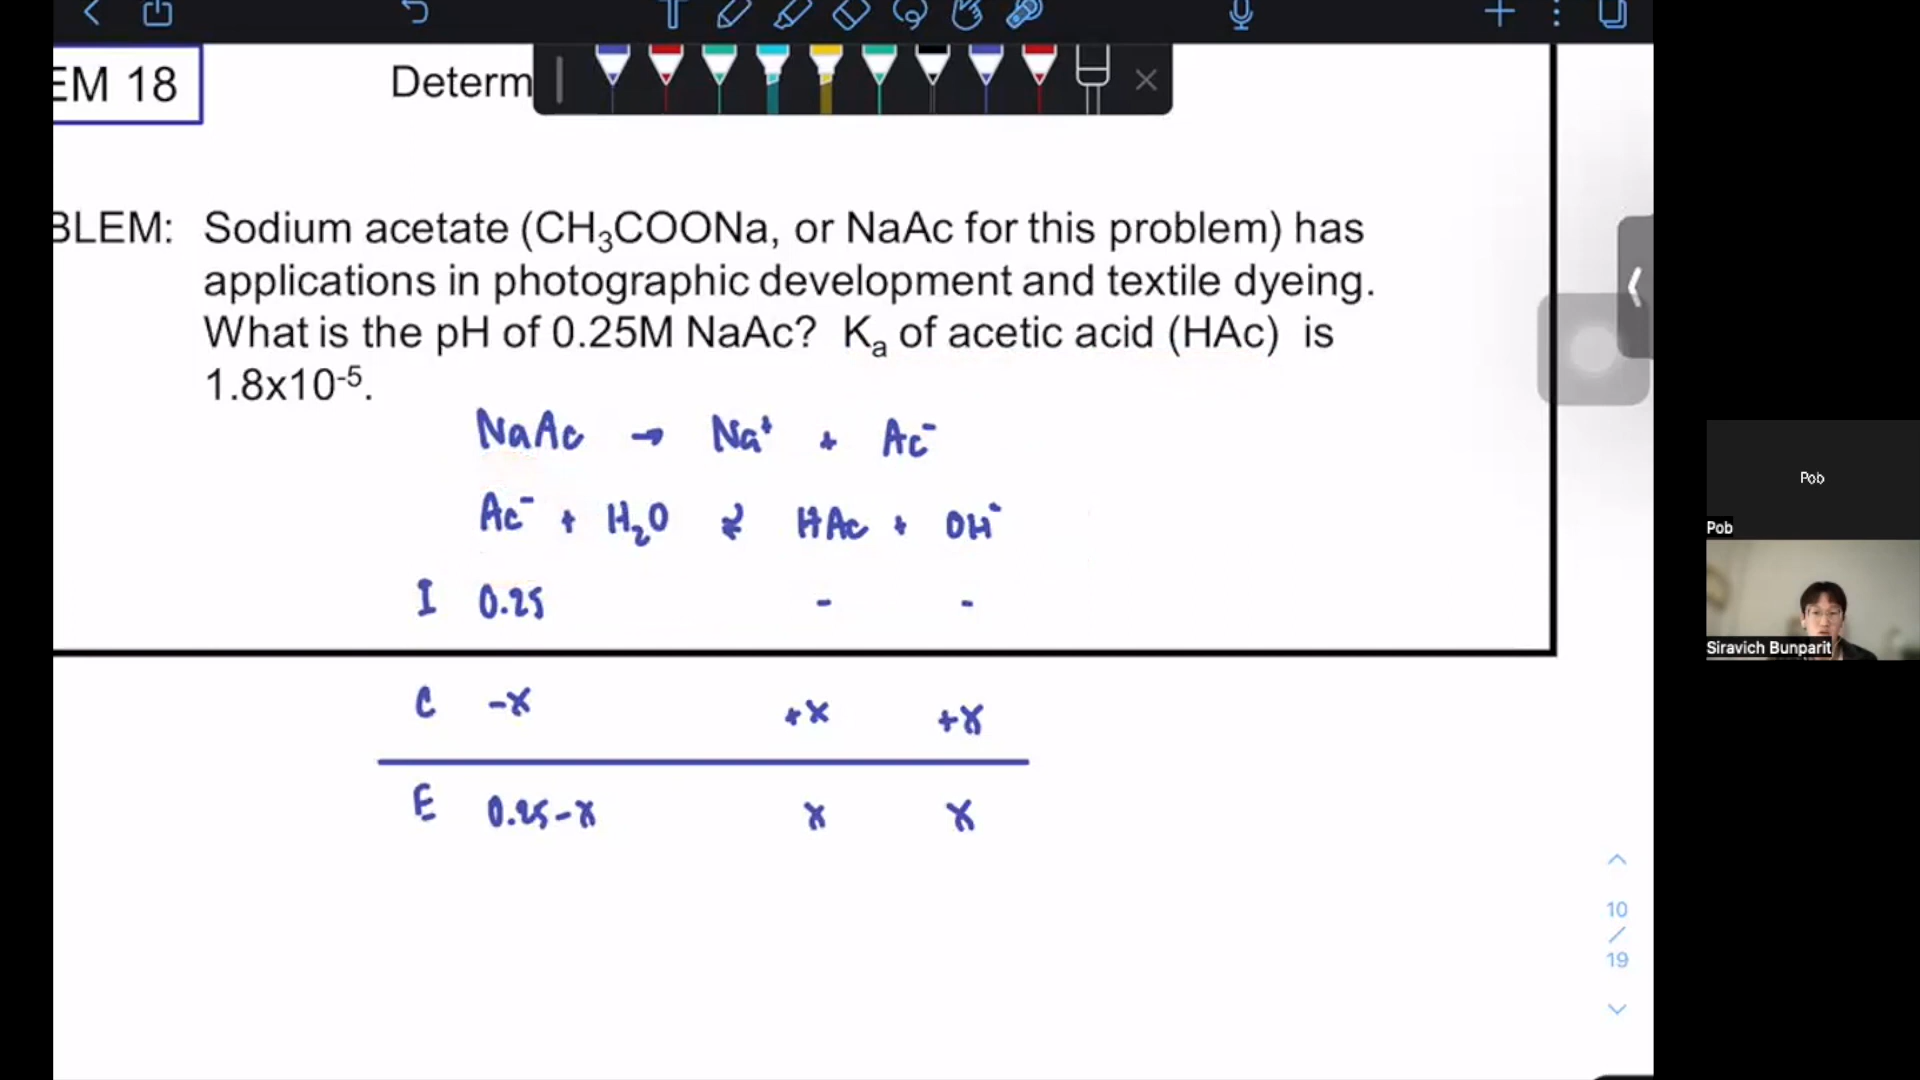 EM 18
Determ
BLEM: Sodium acetate (CH₃COONa, or NaAc for this problem) has
applications in photographic development and textile dyeing.
What is the pH of 0.25M NaAc? Kₐ of acetic acid (HAc) is
1.8x10⁻⁵.
NaAc → Na⁺ + Ac⁻
Ac⁻ + H₂O ⇌ HAc + OH⁻
I 0.25 - -
C -x +x +x
E 0.25-x x x
Pob
Pob
Siravich Bunparit
10
/
19